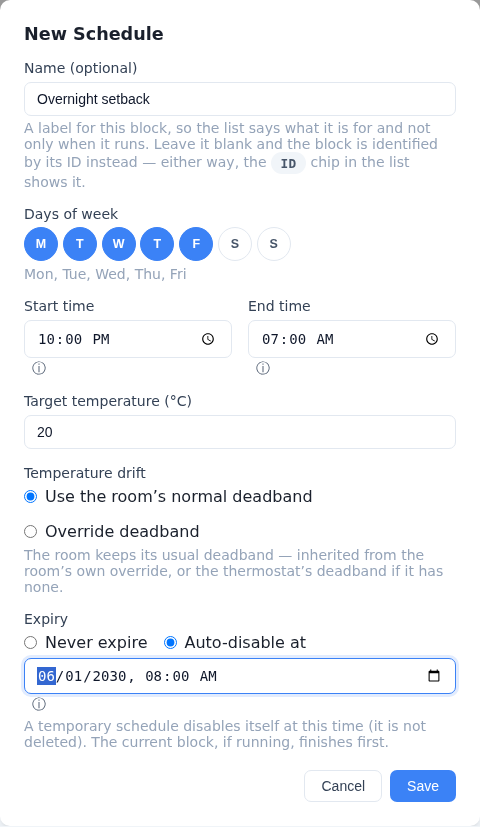 New Schedule
Name (optional)
Overnight setback
A label for this block, so the list says what it is for and not
only when it runs. Leave it blank and the block is identified
by its ID instead — either way, the ID chip in the list
shows it.
Days of week
M T W T F S S
Mon, Tue, Wed, Thu, Fri
Start time End time
10:00 PM 07:00 AM
ⓘ ⓘ
Target temperature (°C)
20
Temperature drift
Use the room’s normal deadband
Override deadband
The room keeps its usual deadband — inherited from the
room’s own override, or the thermostat’s deadband if it has
none.
Expiry
Never expire Auto-disable at
06/01/2030, 08:00 AM
ⓘ
A temporary schedule disables itself at this time (it is not
deleted). The current block, if running, finishes first.
Cancel Save